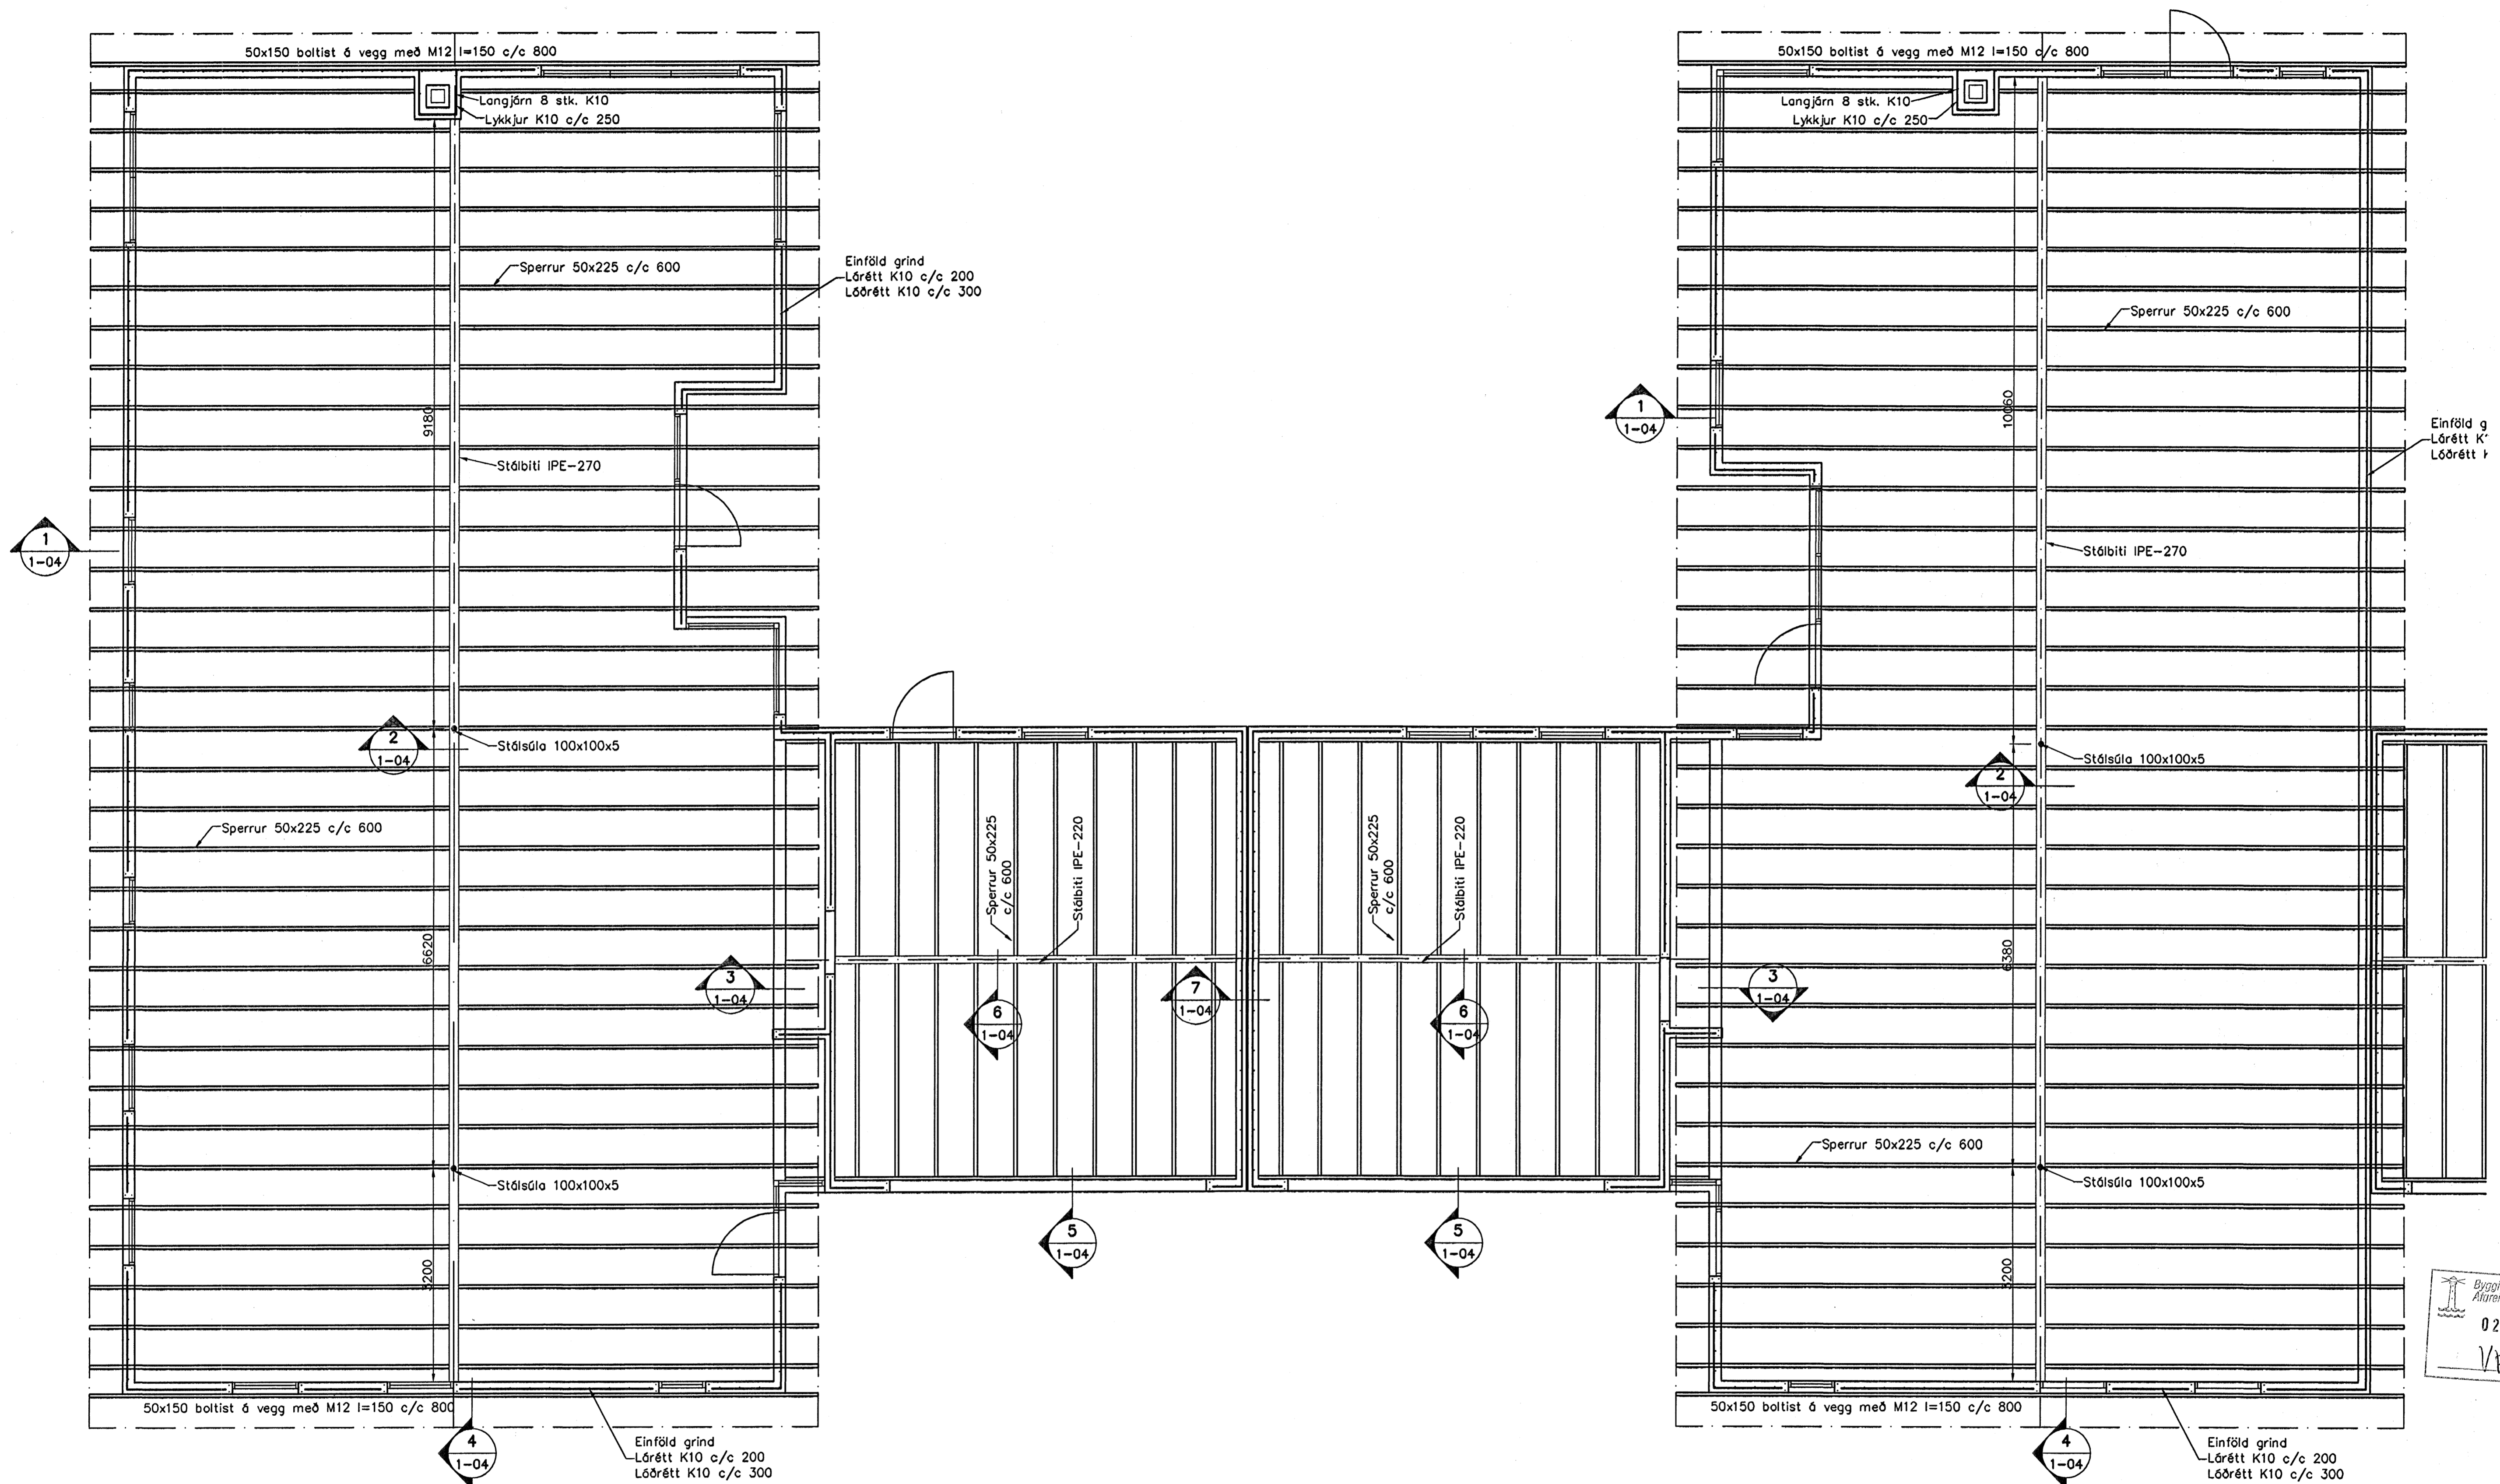 50x150 boltist á vegg með M12 l=150 c/c 800
50x150 boltist á vegg með M12 l=150 c/c 800
Langjárn 8 stk. K10
Lykkjur K10 c/c 250
Langjárn 8 stk. K10
Lykkjur K10 c/c 250
Sperrur 50x225 c/c 600
Einföld grind
Lárétt K10 c/c 200
Lóðrétt K10 c/c 300
Sperrur 50x225 c/c 600
9180
10060
1
1-04
Einföld
Lárétt
Lóðrétt
Stálbiti IPE-270
1
1-04
Stálbiti IPE-270
2
1-04
Stálsúla 100x100x5
Stálsúla 100x100x5
2
1-04
Sperrur 50x225 c/c 600
Sperrur 50x225
c/c 600
Stálbiti IPE-220
Sperrur 50x225
c/c 600
Stálbiti IPE-220
6620
6380
3
1-04
7
1-04
3
1-04
6
1-04
6
1-04
Sperrur 50x225 c/c 600
Stálsúla 100x100x5
Stálsúla 100x100x5
5
1-04
5
1-04
3200
3200
02
50x150 boltist á vegg með M12 l=150 c/c 800
50x150 boltist á vegg með M12 l=150 c/c 800
4
1-04
Einföld grind
Lárétt K10 c/c 200
Lóðrétt K10 c/c 300
4
1-04
Einföld grind
Lárétt K10 c/c 200
Lóðrétt K10 c/c 300